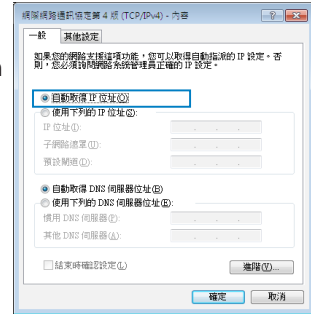 網際網路通訊協定第 4 版 (TCP/IPv4) - 內容
一般 其他設定
如果您的網路支援這項功能，您可以取得自動指派的 IP 設定。否
則，您必須詢問網路系統管理員正確的 IP 設定。
自動取得 IP 位址(O)
使用下列的 IP 位址(S):
IP 位址(I):
子網路遮罩(U):
預設閘道(D):
自動取得 DNS 伺服器位址(B)
使用下列的 DNS 伺服器位址(E):
慣用 DNS 伺服器(P):
其他 DNS 伺服器(A):
結束時確認設定(L)
進階(V)...
確定 取消